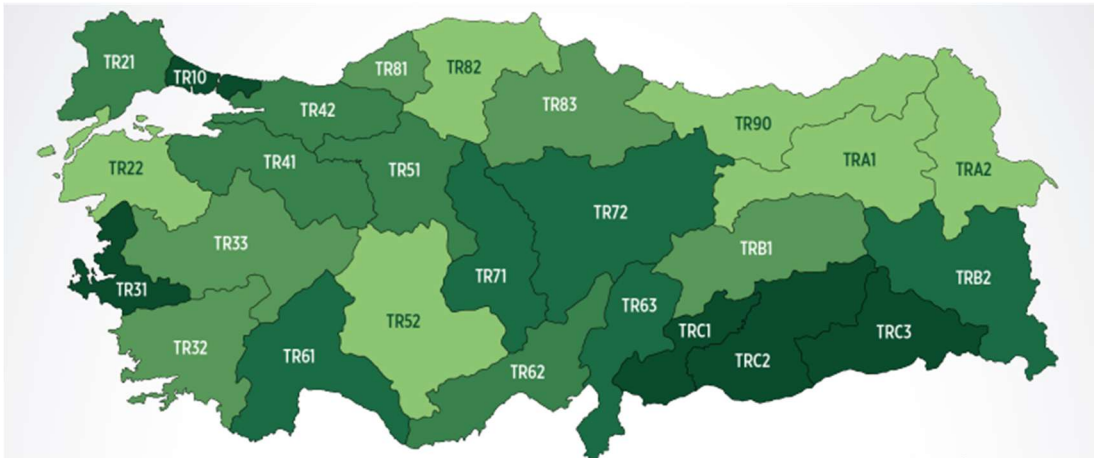 TR21
TR10
TR81
TR82
TR83
TR42
TR90
TR22
TR41
TR51
TRA1
TRA2
TR72
TR33
TRB1
TR71
TRB2
TR31
TR63
TR52
TRC1
TRC3
TR32
TR61
TRC2
TR62